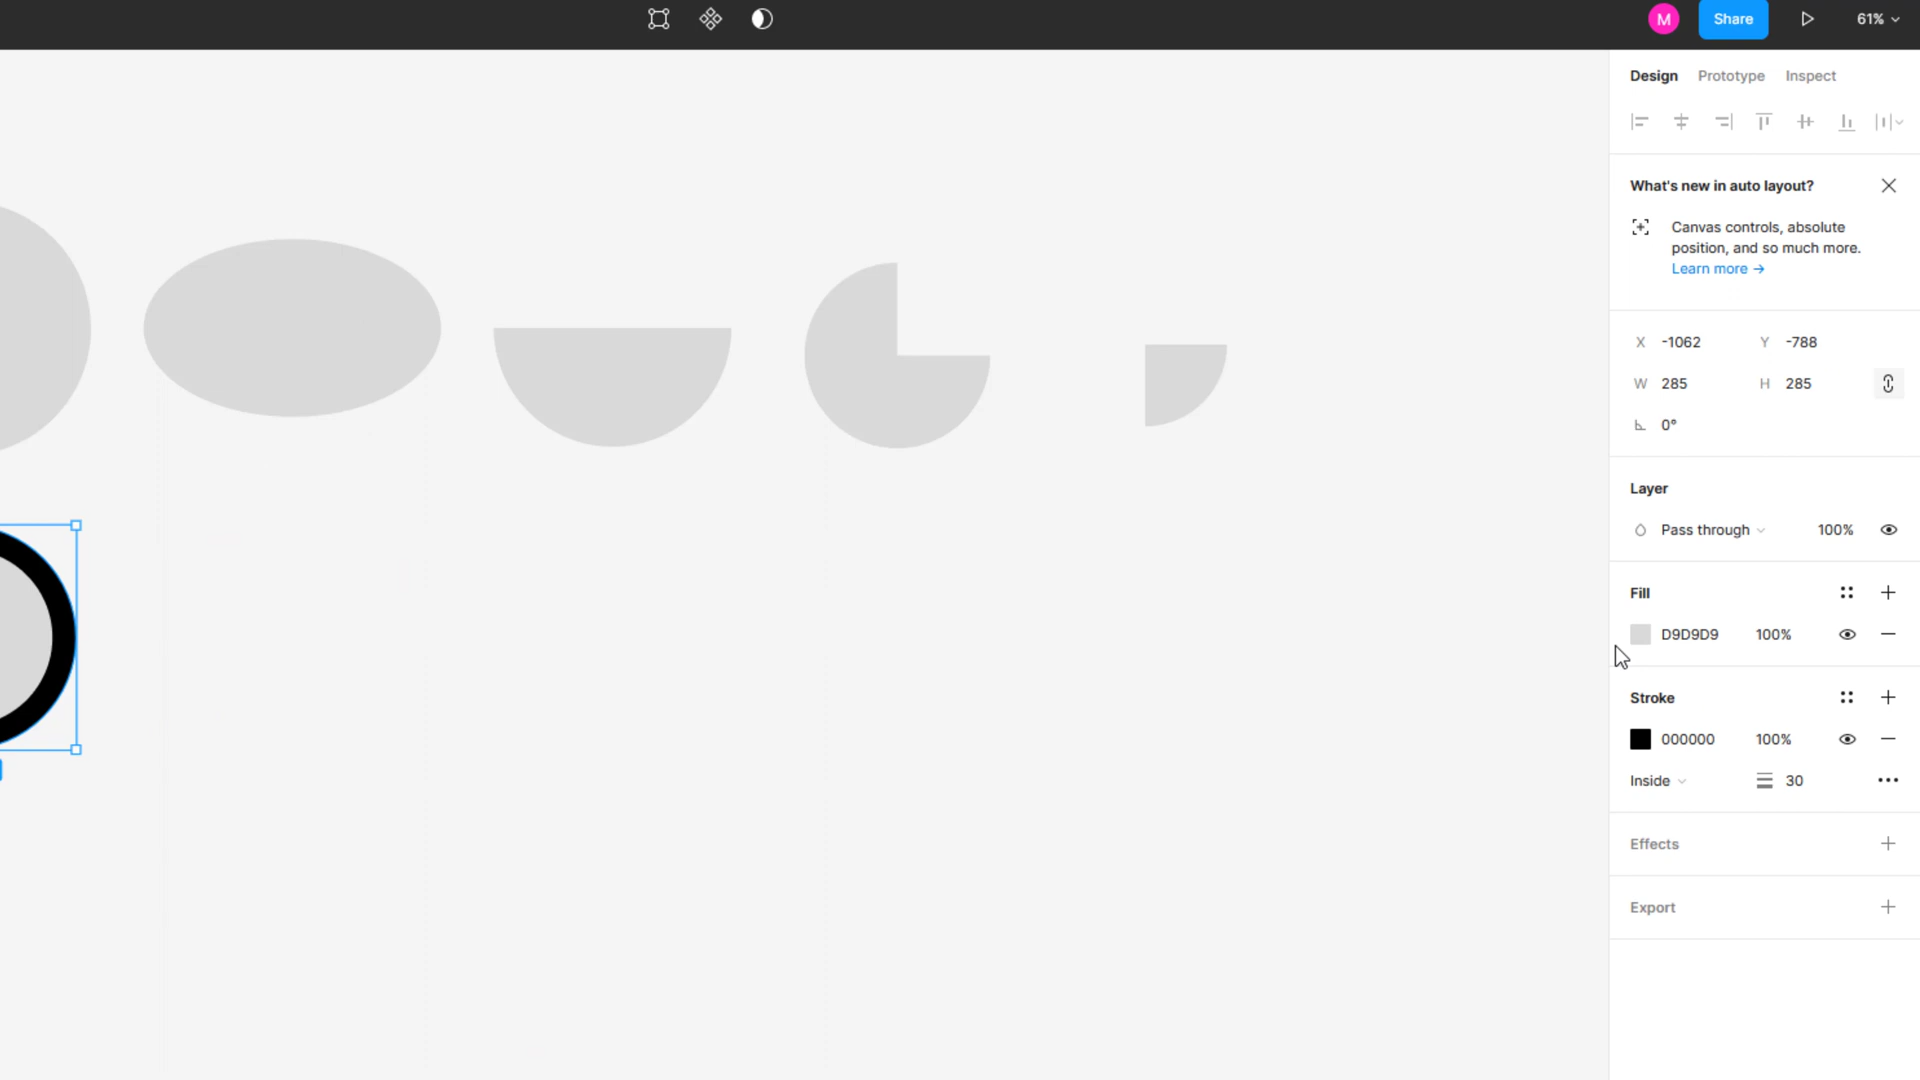 M Share 61%
Design Prototype Inspect
What's new in auto layout?
Canvas controls, absolute
position, and so much more.
Learn more →
X -1062 Y -788
W 285 H 285
0°
Layer
Pass through 100%
Fill
D9D9D9 100%
Stroke
000000 100%
Inside 30
Effects
Export